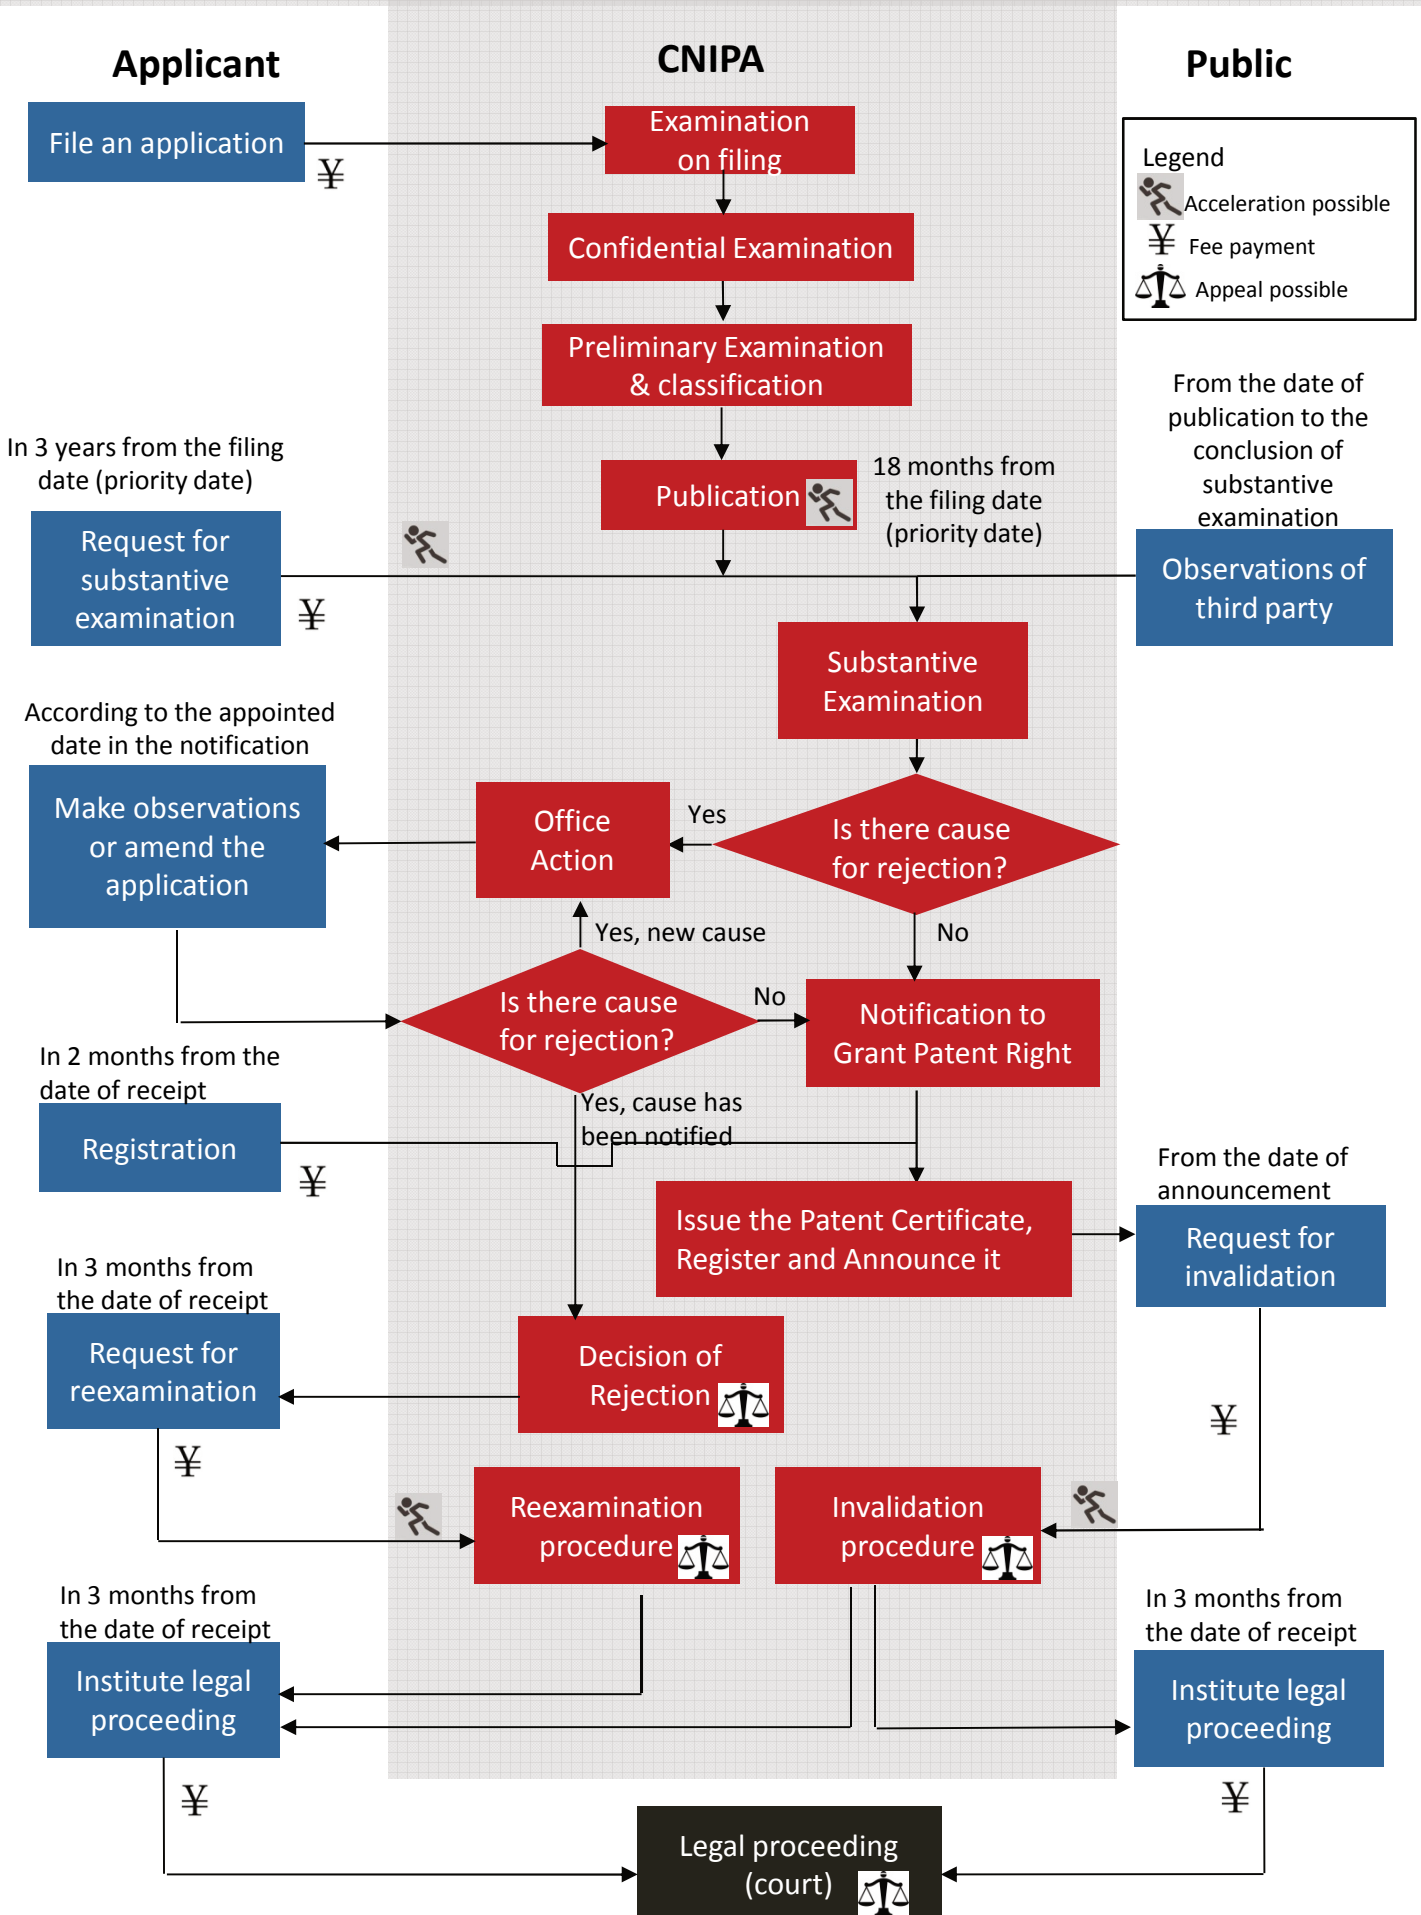 Applicant
CNIPA
Public
File an application
¥
Examination
on filing
Legend
Acceleration possible
¥ Fee payment
Appeal possible
Confidential Examination
Preliminary Examination
& classification
From the date of
publication to the
conclusion of
substantive
examination
In 3 years from the filing
date (priority date)
Publication
18 months from
the filing date
(priority date)
Request for
substantive
examination
¥
Observations of
third party
Substantive
Examination
According to the appointed
date in the notification
Make observations
or amend the
application
Office
Action
Yes
Is there cause
for rejection?
Yes, new cause
No
Is there cause
for rejection?
No
Notification to
Grant Patent Right
In 2 months from the
date of receipt
Registration
¥
Yes, cause has
been notified
Issue the Patent Certificate,
Register and Announce it
From the date of
announcement
Request for
invalidation
¥
In 3 months from
the date of receipt
Request for
reexamination
¥
Decision of
Rejection
Reexamination
procedure
Invalidation
procedure
In 3 months from
the date of receipt
Institute legal
proceeding
¥
In 3 months from
the date of receipt
Institute legal
proceeding
¥
Legal proceeding
(court)